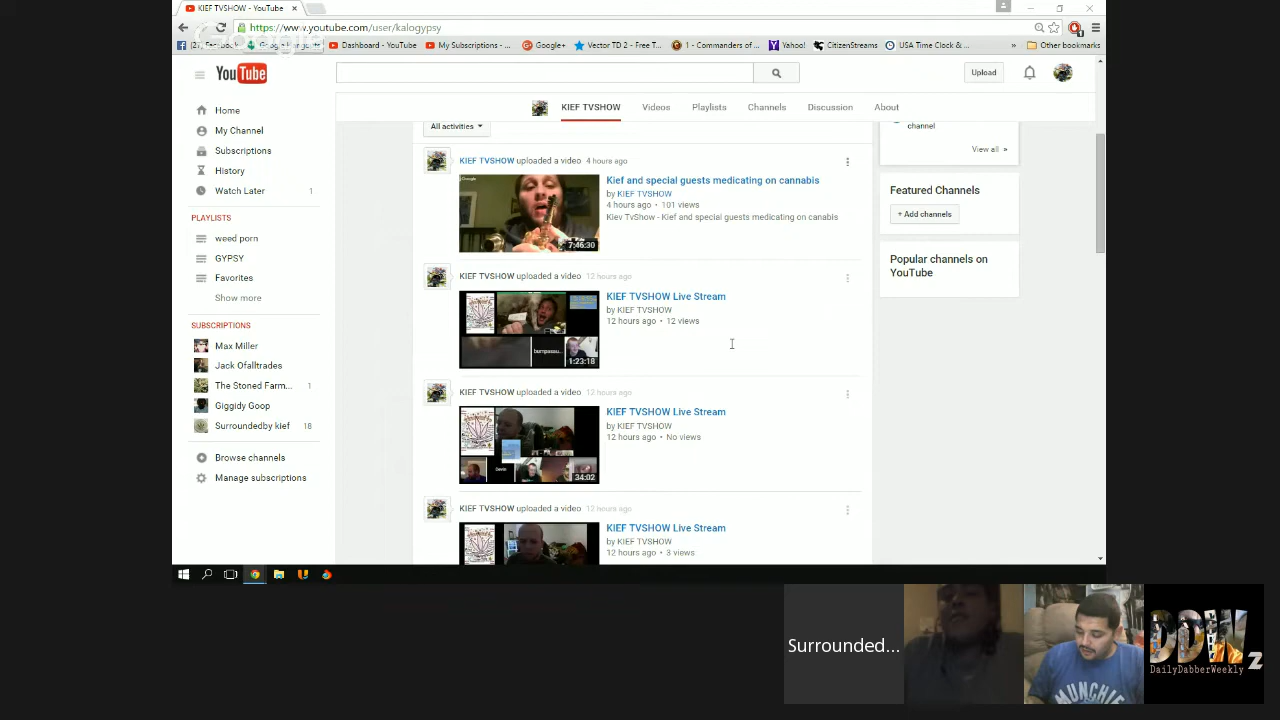 KIEF TVSHOW - YouTube
https://www.youtube.com/user/kalogypsy
Google
Dashboard - YouTube
My Subscriptions - ...
Google+
Vector TD 2 - Free T...
1 - Commanders of ...
Yahoo!
CitizenStreams
USA Time Clock &...
»
Other bookmarks
YouTube
Upload
KIEF TVSHOW
Videos
Playlists
Channels
Discussion
About
Home
My Channel
Subscriptions
History
Watch Later 1
PLAYLISTS
weed porn
GYPSY
Favorites
Show more
SUBSCRIPTIONS
Max Miller
Jack Ofalltrades
The Stoned Farm... 1
Giggidy Goop
Surroundedby kief 18
Browse channels
Manage subscriptions
All activities
KIEF TVSHOW uploaded a video 4 hours ago
Kief and special guests medicating on cannabis
by KIEF TVSHOW
4 hours ago • 101 views
Kiev TvShow - Kief and special guests medicating on canabis
7:46:30
KIEF TVSHOW uploaded a video 12 hours ago
KIEF TVSHOW Live Stream
by KIEF TVSHOW
12 hours ago • 12 views
1:23:18
KIEF TVSHOW uploaded a video 12 hours ago
KIEF TVSHOW Live Stream
by KIEF TVSHOW
12 hours ago • No views
34:02
KIEF TVSHOW uploaded a video 12 hours ago
KIEF TVSHOW Live Stream
by KIEF TVSHOW
12 hours ago • 3 views
channel
View all »
Featured Channels
+ Add channels
Popular channels on
YouTube
Surrounded...
MUNCHIE
DDWz
DailyDabberWeekly